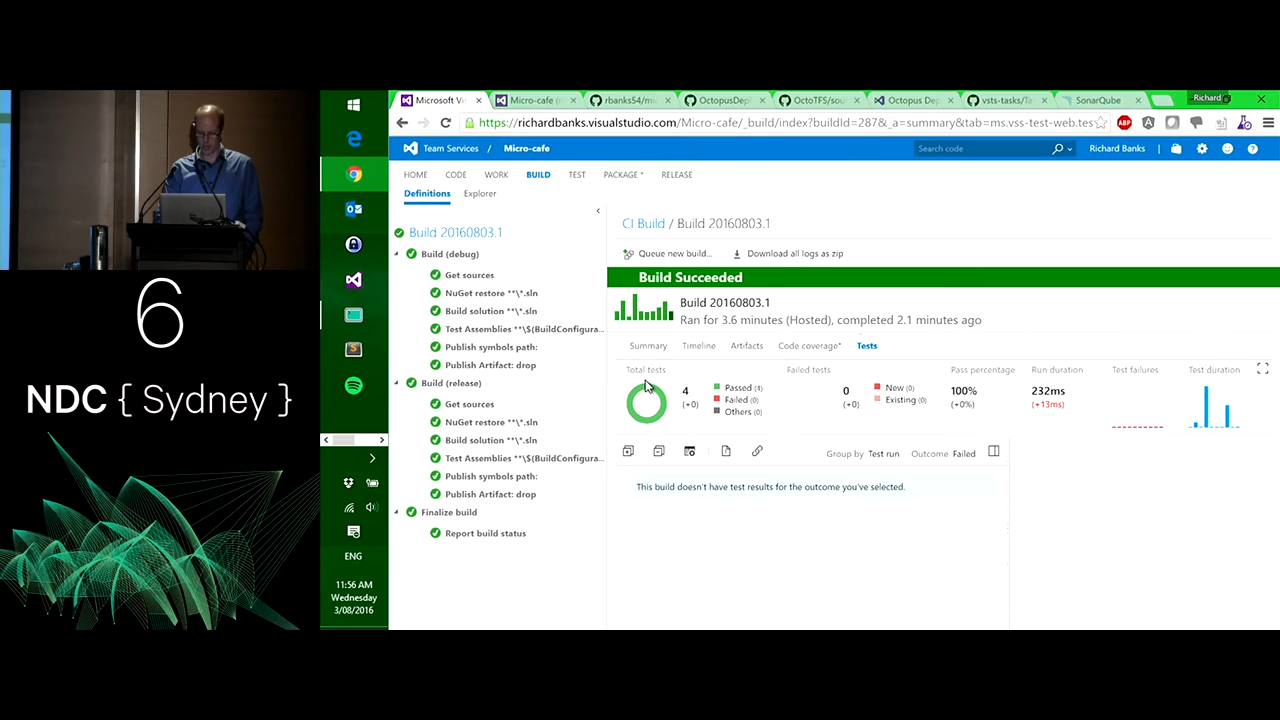 6
NDC { Sydney }
ENG
11:56 AM
Wednesday
3/08/2016
Microsoft Vi
Micro-cafe (
rbanks54/mi
OctopusDepl
OctoTFS/sou
Octopus Dep
vsts-tasks/Ta
SonarQube
Richard
https://richardbanks.visualstudio.com/Micro-cafe/_build/index?buildId=287&_a=summary&tab=ms.vss-test-web.tes
ABP
Team Services / Micro-cafe
Search code
Richard Banks
HOME CODE WORK BUILD TEST PACKAGE* RELEASE
Definitions Explorer
Build 20160803.1
Build (debug)
Get sources
NuGet restore **\*.sln
Build solution **\*.sln
Test Assemblies **\$(BuildConfigura...
Publish symbols path:
Publish Artifact: drop
Build (release)
Get sources
NuGet restore **\*.sln
Build solution **\*.sln
Test Assemblies **\$(BuildConfigura...
Publish symbols path:
Publish Artifact: drop
Finalize build
Report build status
CI Build / Build 20160803.1
Queue new build... Download all logs as zip
Build Succeeded
Build 20160803.1
Ran for 3.6 minutes (Hosted), completed 2.1 minutes ago
Summary Timeline Artifacts Code coverage* Tests
Total tests Failed tests Pass percentage Run duration Test failures Test duration
4
(+0)
Passed (4)
Failed (0)
Others (0)
0
(+0)
New (0)
Existing (0)
100%
(+0%)
232ms
(+13ms)
Group by Test run Outcome Failed
This build doesn't have test results for the outcome you've selected.